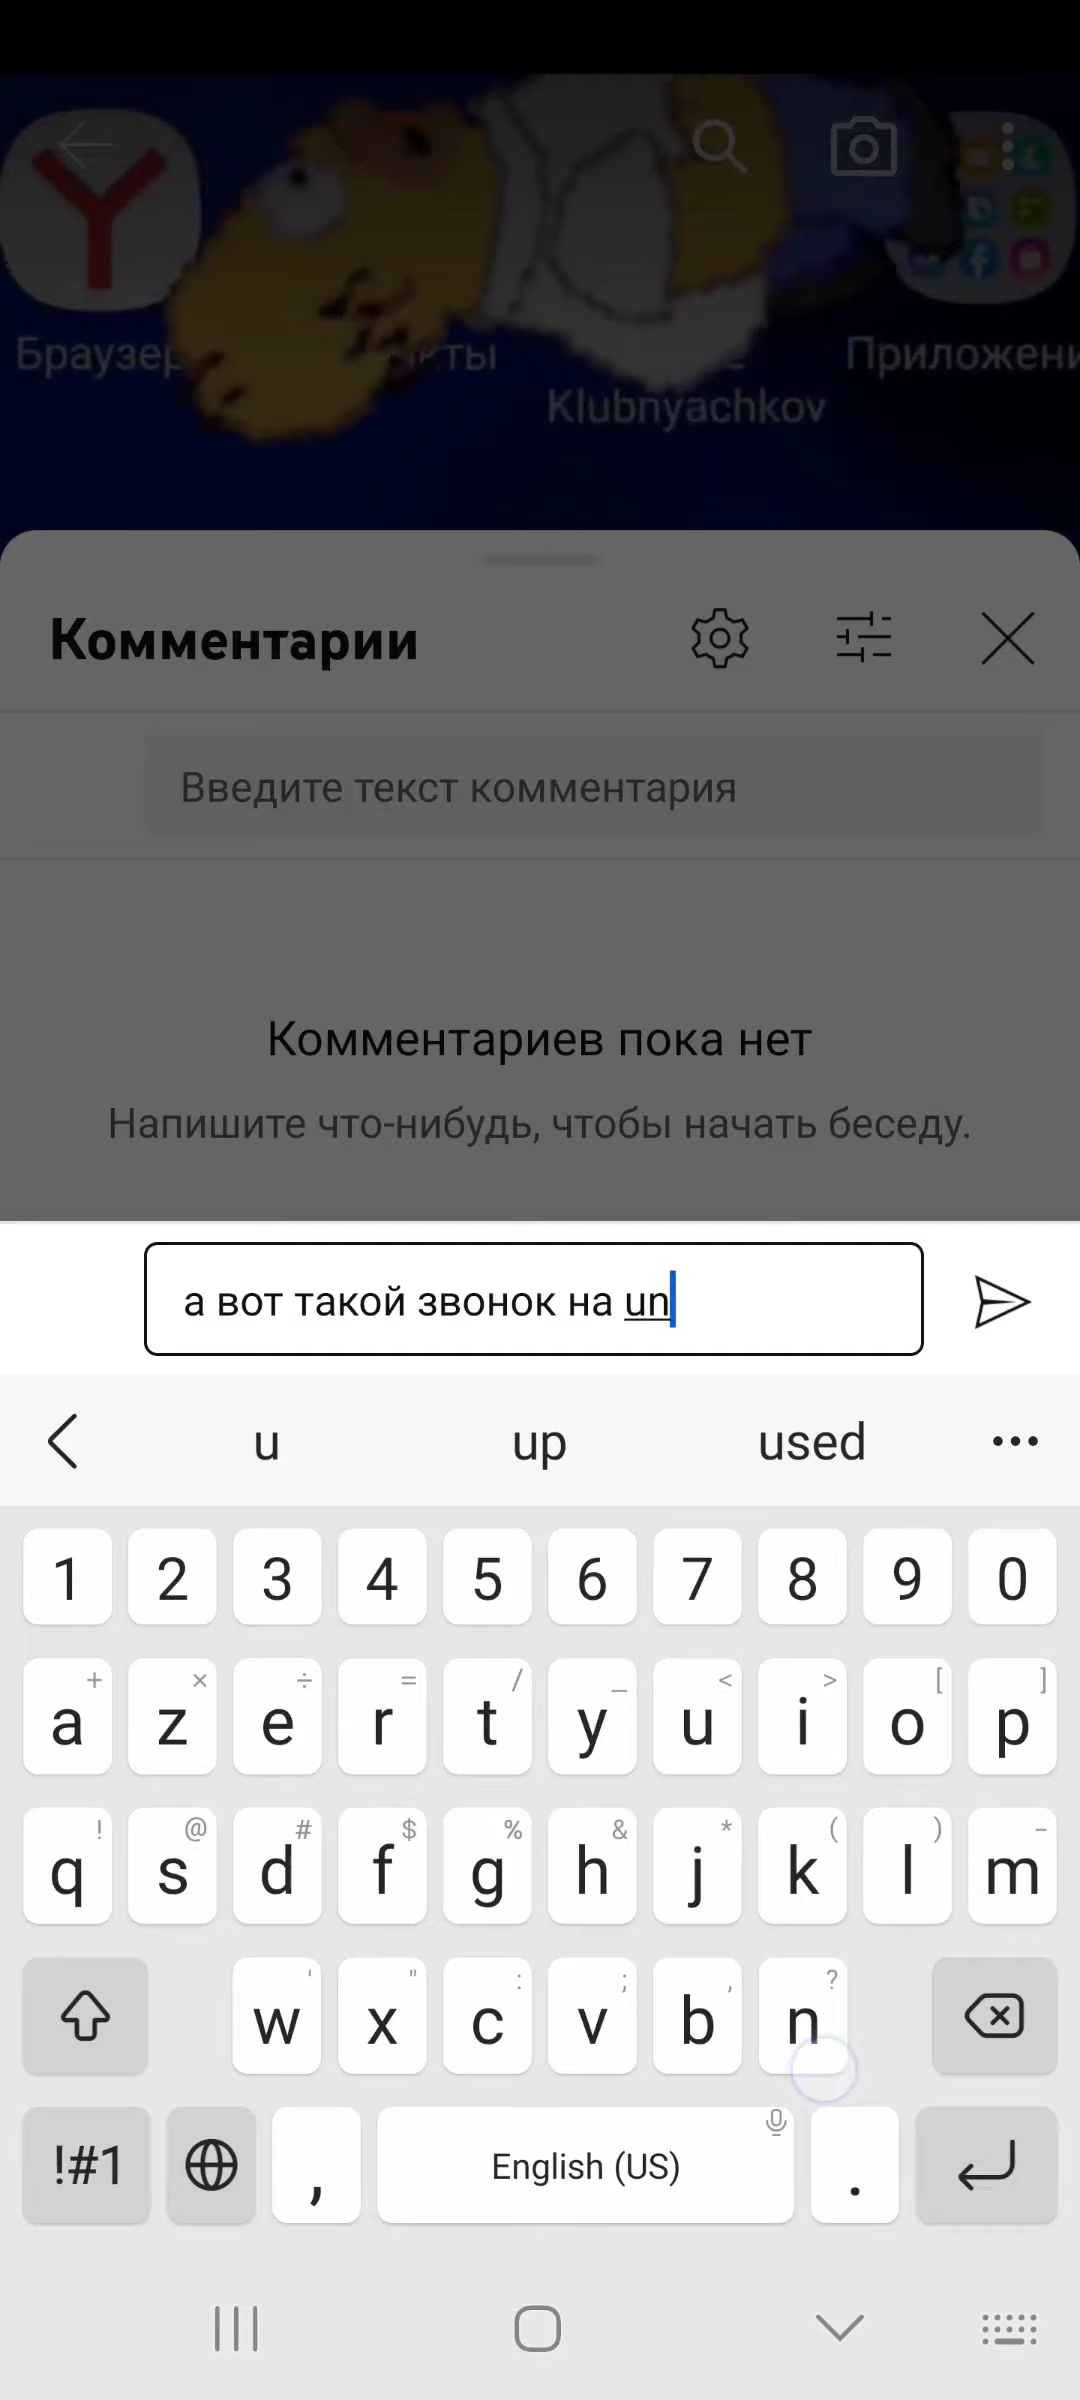 Браузер
кты
Приложени
Klubnyachkov
Комментарии
Введите текст комментария
Комментариев пока нет
Напишите что-нибудь, чтобы начать беседу.
а вот такой звонок на un
u up used
1 2 3 4 5 6 7 8 9 0
+ × ÷ = / _ < > [ ]
a z e r t y u i o p
! @ # $ % & * ( ) -
q s d f g h j k l m
' " : ; , ?
w x c v b n
!#1 , English (US) .